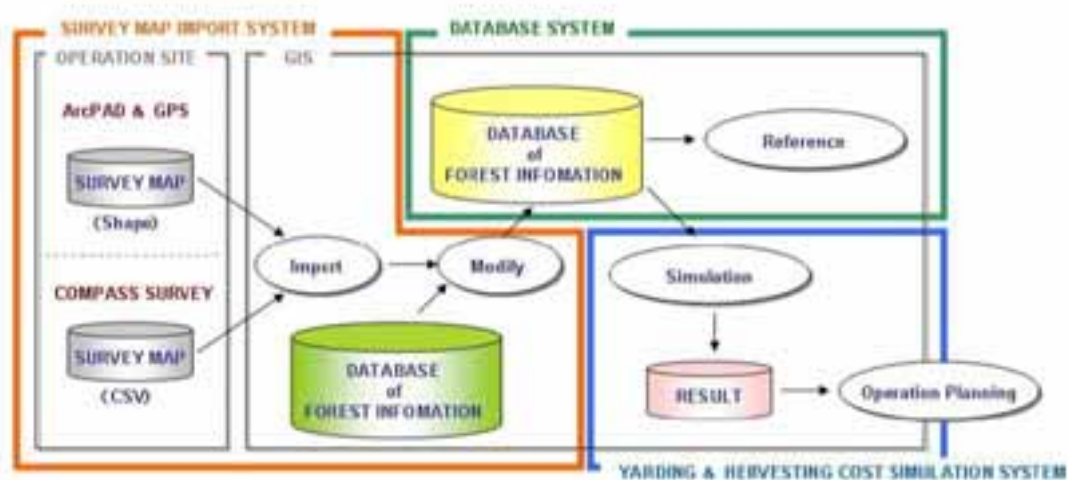 SURVEY MAP IMPORT SYSTEM
DATABASE SYSTEM
OPERATION SITE
GIS
ArcPAD & GPS
SURVEY MAP
(Shape)
COMPASS SURVEY
SURVEY MAP
(CSV)
Import
Modify
DATABASE
of
FOREST INFOMATION
DATABASE
of
FOREST INFOMATION
Reference
Simulation
RESULT
Operation Planning
YARDING & HERVESTING COST SIMULATION SYSTEM